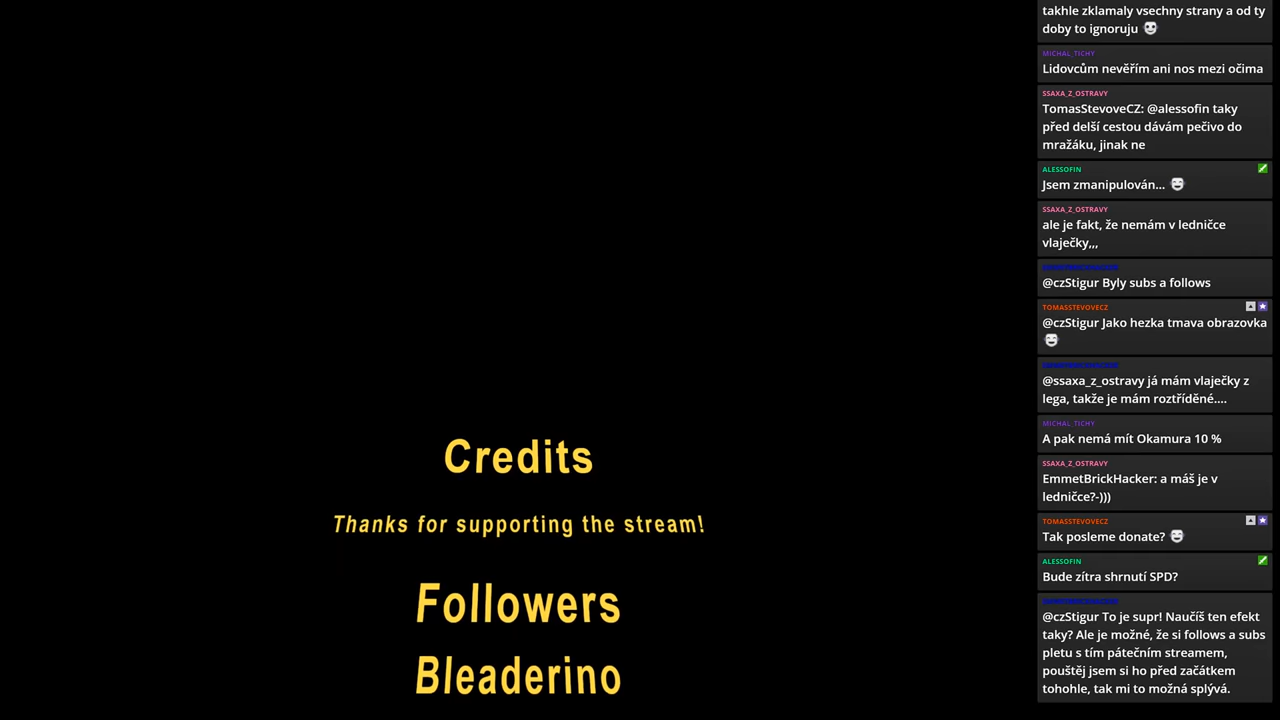 Credits
Thanks for supporting the stream!
Followers
Bleaderino
takhle zklamaly vsechny strany a od ty
doby to ignoruju
MICHAL_TICHY
Lidovcům nevěřím ani nos mezi očima
SSAXA_Z_OSTRAVY
TomasStevoveCZ: @alessofin taky
před delší cestou dávám pečivo do
mražáku, jinak ne
ALESSOFIN
Jsem zmanipulován...
SSAXA_Z_OSTRAVY
ale je fakt, že nemám v ledničce
vlaječky,,,
@czStigur Byly subs a follows
TOMASSTEVOVECZ
@czStigur Jako hezka tmava obrazovka
@ssaxa_z_ostravy já mám vlaječky z
lega, takže je mám roztříděné....
MICHAL_TICHY
A pak nemá mít Okamura 10 %
SSAXA_Z_OSTRAVY
EmmetBrickHacker: a máš je v
ledničce?-)))
TOMASSTEVOVECZ
Tak posleme donate?
ALESSOFIN
Bude zítra shrnutí SPD?
@czStigur To je supr! Naučíš ten efekt
taky? Ale je možné, že si follows a subs
pletu s tím pátečním streamem,
pouštěj jsem si ho před začátkem
tohohle, tak mi to možná splývá.